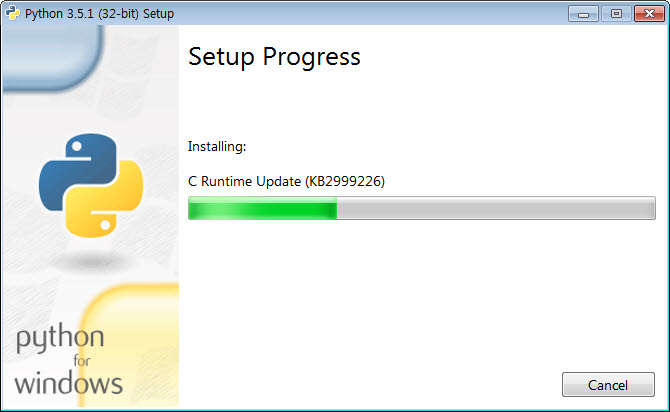 Python 3.5.1 (32-bit) Setup
Setup Progress
Installing:
C Runtime Update (KB2999226)
python
for
windows
Cancel